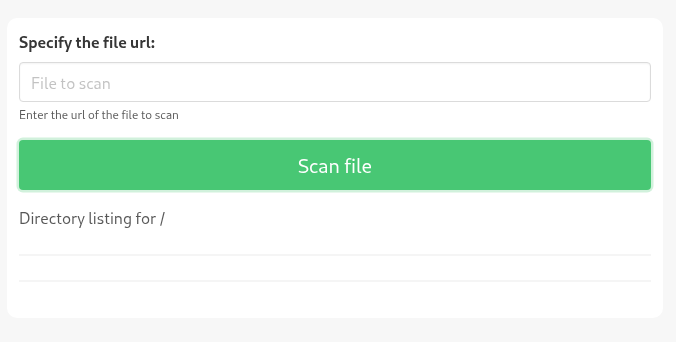 Specify the file url:
File to scan
Enter the url of the file to scan
Scan file
Directory listing for /